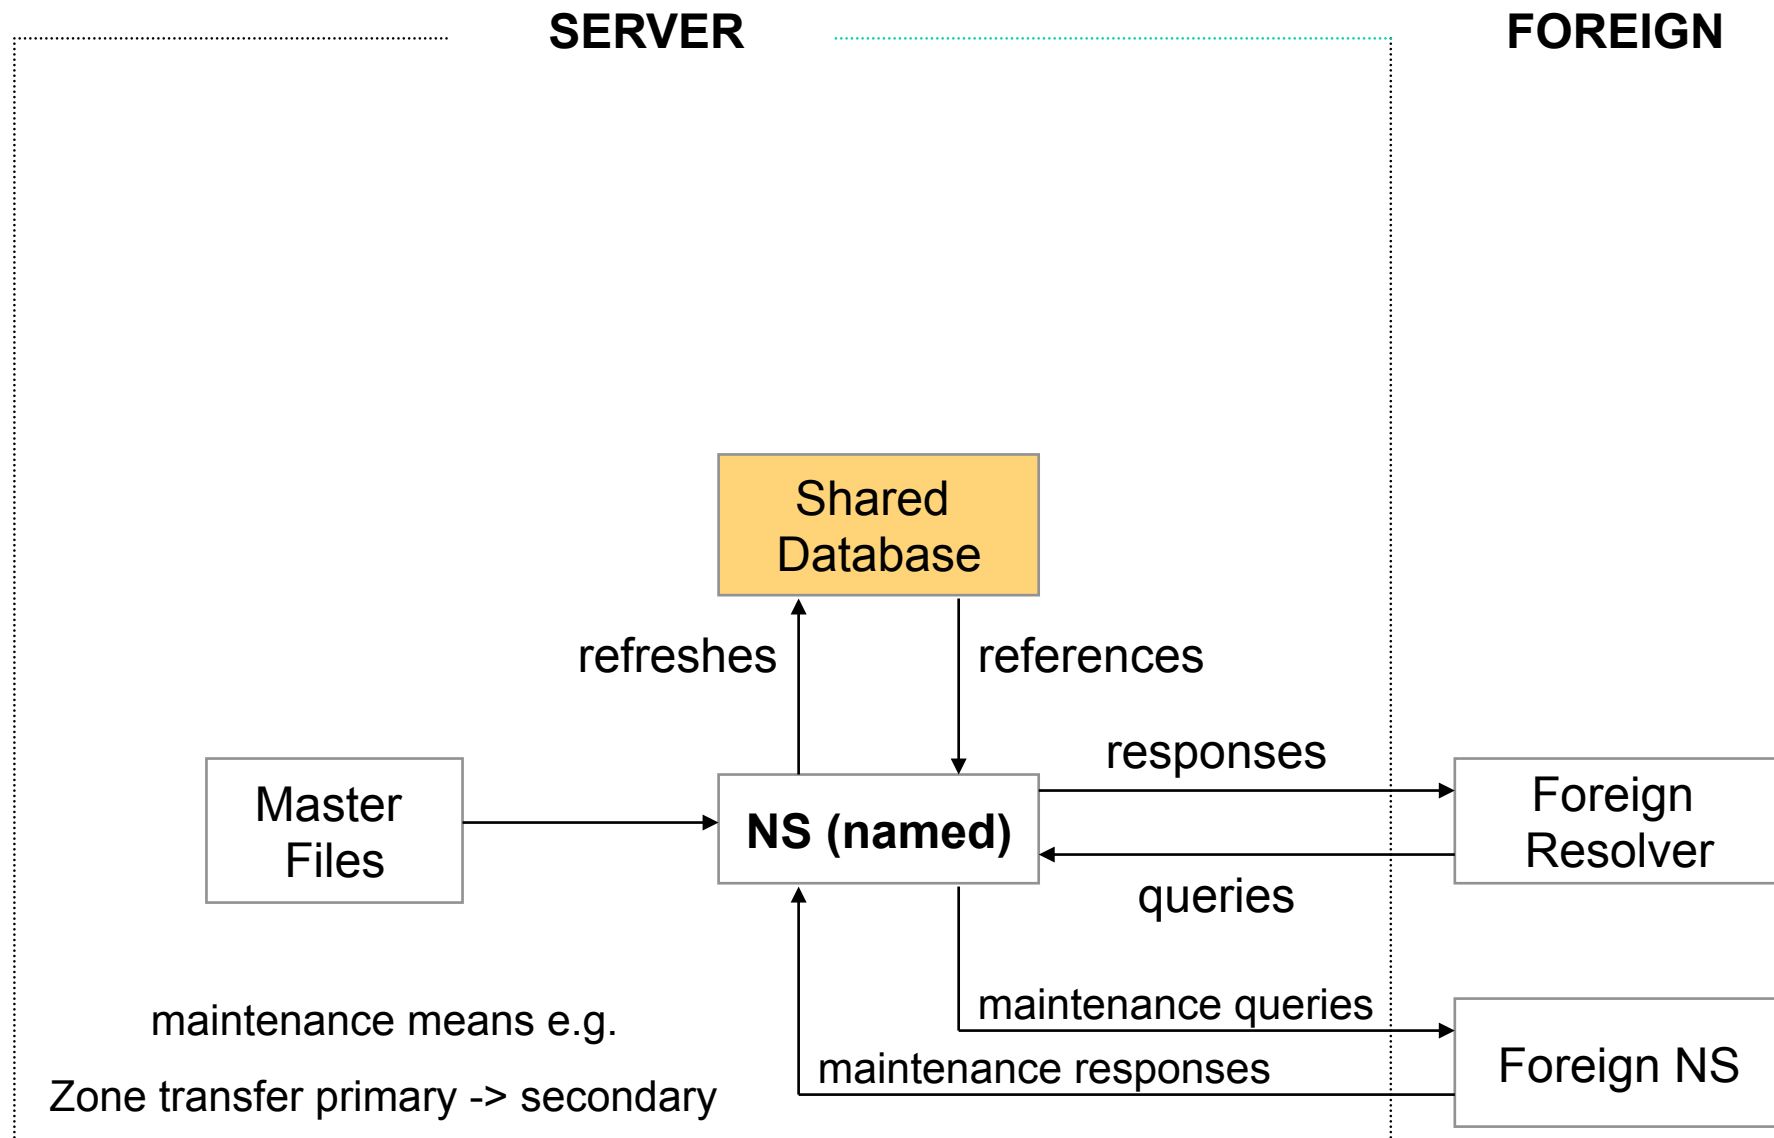 SERVER
FOREIGN
Shared
Database
refreshes
references
responses
Master
Files
NS (named)
Foreign
Resolver
queries
maintenance queries
maintenance means e.g.
maintenance responses
Foreign NS
Zone transfer primary -> secondary